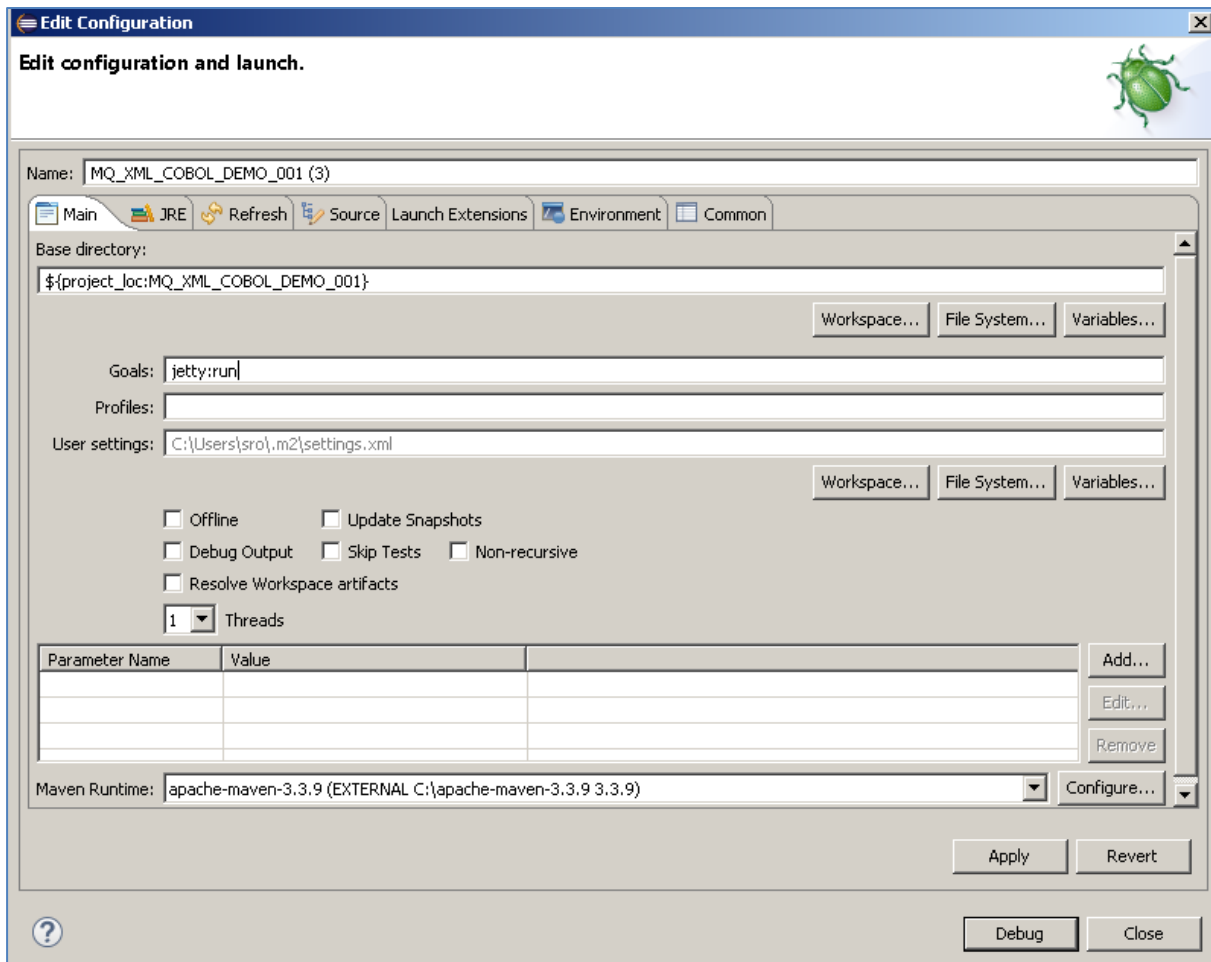 Edit Configuration
Edit configuration and launch.
Name: MQ_XML_COBOL_DEMO_001 (3)
Main JRE Refresh Source Launch Extensions Environment Common
Base directory:
${project_loc:MQ_XML_COBOL_DEMO_001}
Workspace... File System... Variables...
Goals: jetty:run
Profiles:
User settings: C:\Users\sro\.m2\settings.xml
Workspace... File System... Variables...
Offline Update Snapshots
Debug Output Skip Tests Non-recursive
Resolve Workspace artifacts
1 Threads
Parameter Name Value Add...
Edit...
Remove
Maven Runtime: apache-maven-3.3.9 (EXTERNAL C:\apache-maven-3.3.9 3.3.9) Configure...
Apply Revert
? Debug Close